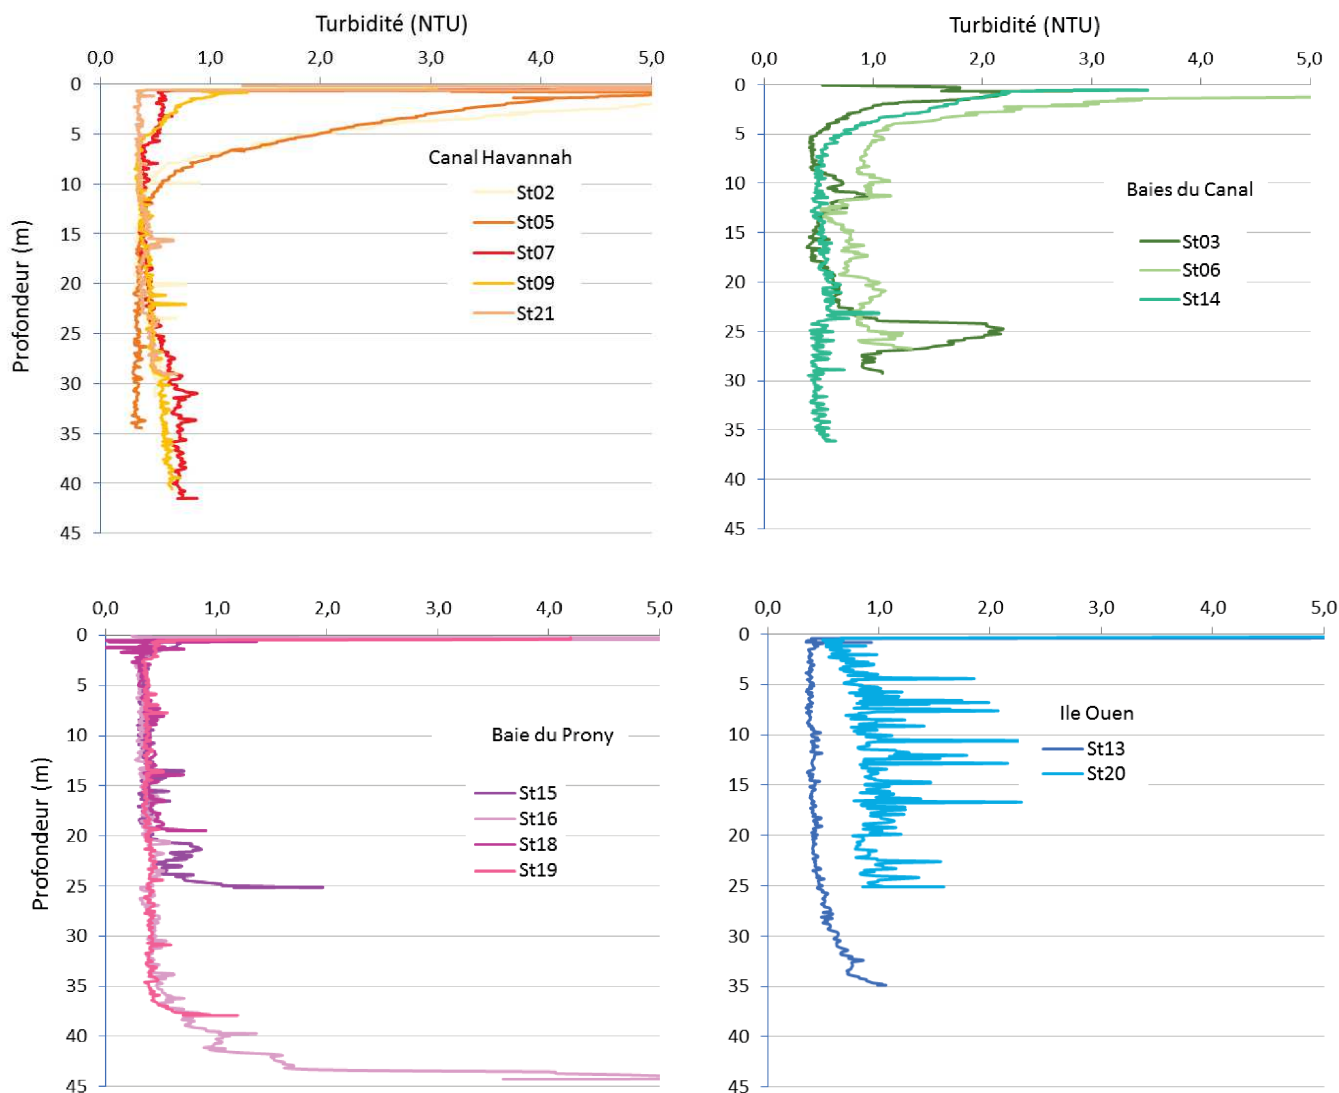 Turbidité (NTU)
0,0 1,0 2,0 3,0 4,0 5,0
0
5
10
15
20
25
30
35
40
45
Profondeur (m)
Canal Havannah
St02
St05
St07
St09
St21
Turbidité (NTU)
0,0 1,0 2,0 3,0 4,0 5,0
0
5
10
15
20
25
30
35
40
45
Baies du Canal
St03
St06
St14
0,0 1,0 2,0 3,0 4,0 5,0
0
5
10
15
20
25
30
35
40
45
Profondeur (m)
Baie du Prony
St15
St16
St18
St19
0,0 1,0 2,0 3,0 4,0 5,0
0
5
10
15
20
25
30
35
40
45
Ile Ouen
St13
St20